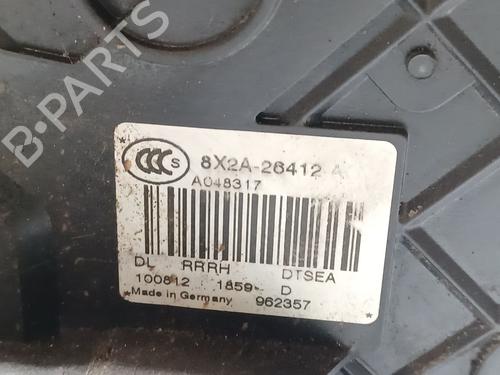 B-PARTS
CCC S
8X2A-26412 A
A048317
DL RRRH DTSEA
100812 1859- D
Made in Germany 962357